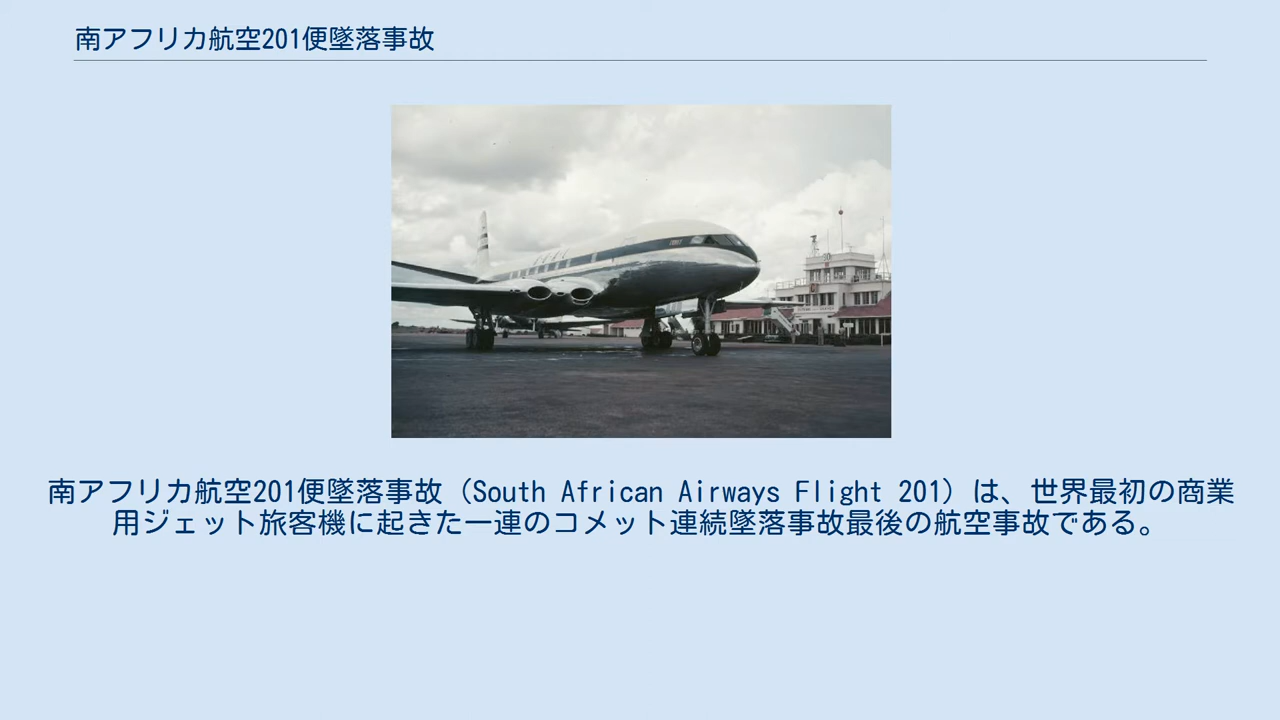 南アフリカ航空201便墜落事故
南アフリカ航空201便墜落事故（South African Airways Flight 201）は、世界最初の商業
用ジェット旅客機に起きた一連のコメット連続墜落事故最後の航空事故である。